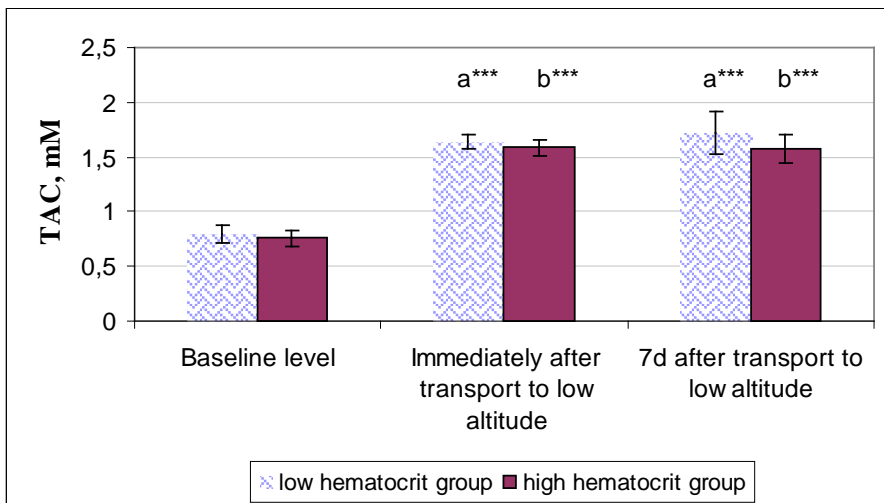 2,5
a*** b*** a*** b***
2
1,5
1
0,5
0
TAC, mM
Baseline level
Immediately after
transport to low
altitude
7d after transport to
low altitude
low hematocrit group high hematocrit group